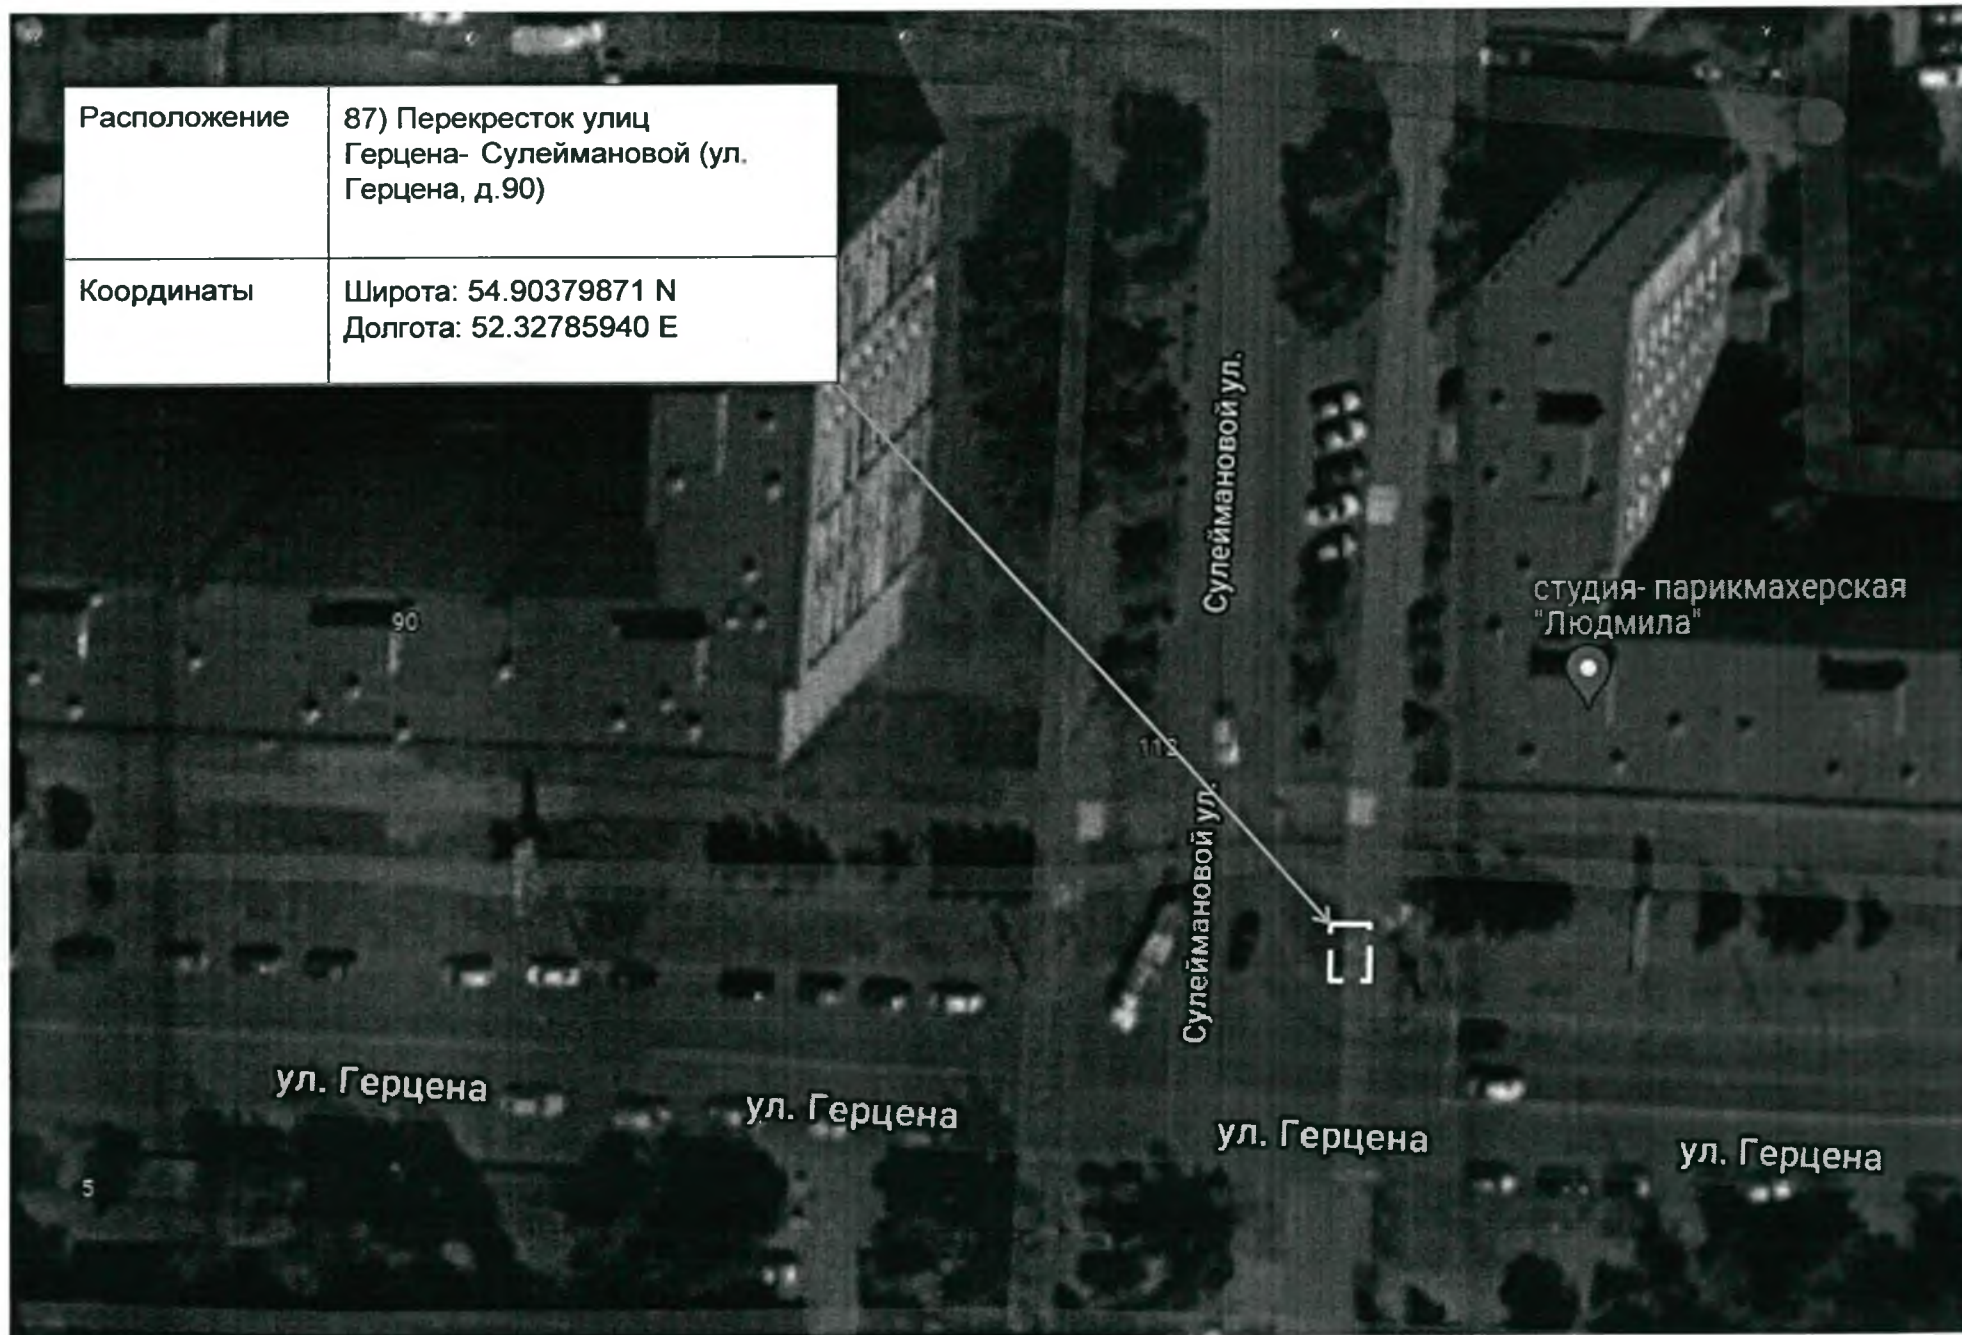 Расположение
87) Перекресток улиц
Герцена- Сулеймановой (ул.
Герцена, д.90)
Координаты
Широта: 54.90379871 N
Долгота: 52.32785940 E
Сулеймановой ул.
студия- парикмахерская
"Людмила"
90
Сулеймановой ул.
ул. Герцена
ул. Герцена
ул. Герцена
ул. Герцена
5